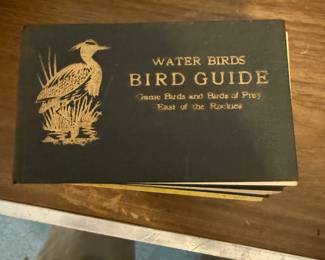 WATER BIRDS
BIRD GUIDE
Game Birds and Birds of Prey
East of the Rockies